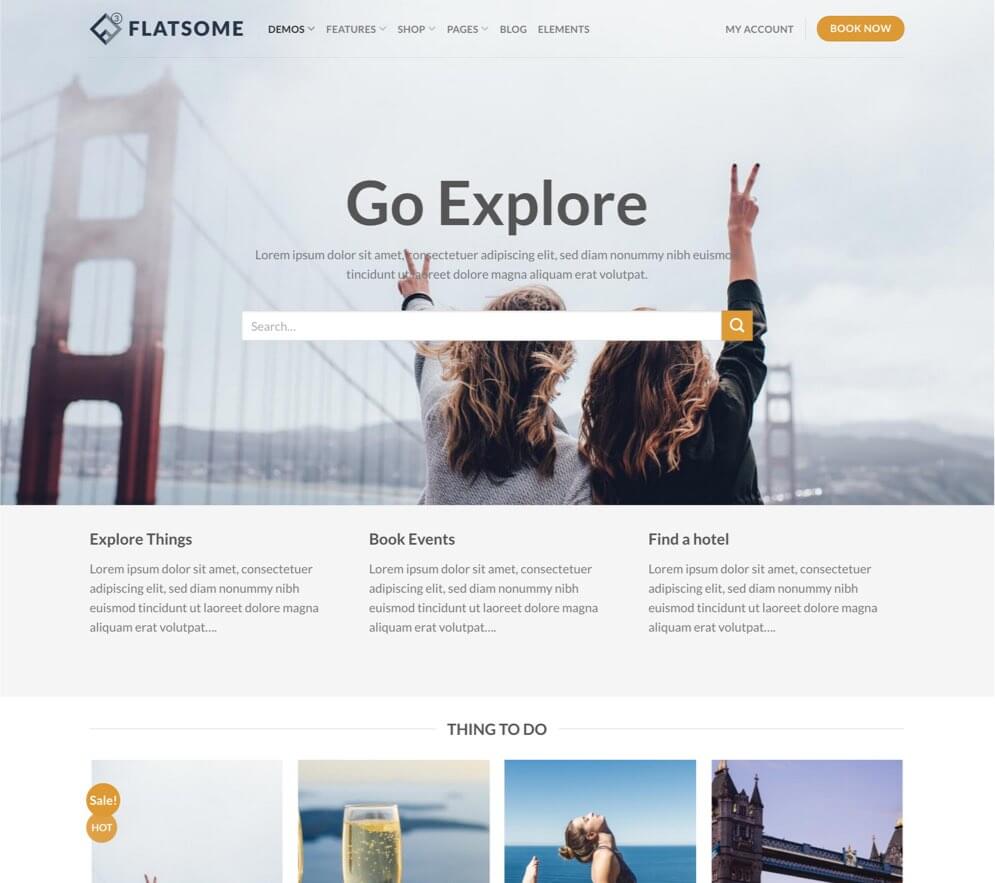 3
FLATSOME
DEMOS FEATURES SHOP PAGES BLOG ELEMENTS
MY ACCOUNT
BOOK NOW
Go Explore
Lorem ipsum dolor sit amet, consectetuer adipiscing elit, sed diam nonummy nibh euismod
tincidunt ut laoreet dolore magna aliquam erat volutpat.
Search...
Explore Things
Lorem ipsum dolor sit amet, consectetuer
adipiscing elit, sed diam nonummy nibh
euismod tincidunt ut laoreet dolore magna
aliquam erat volutpat....
Book Events
Lorem ipsum dolor sit amet, consectetuer
adipiscing elit, sed diam nonummy nibh
euismod tincidunt ut laoreet dolore magna
aliquam erat volutpat....
Find a hotel
Lorem ipsum dolor sit amet, consectetuer
adipiscing elit, sed diam nonummy nibh
euismod tincidunt ut laoreet dolore magna
aliquam erat volutpat....
THING TO DO
Sale!
HOT